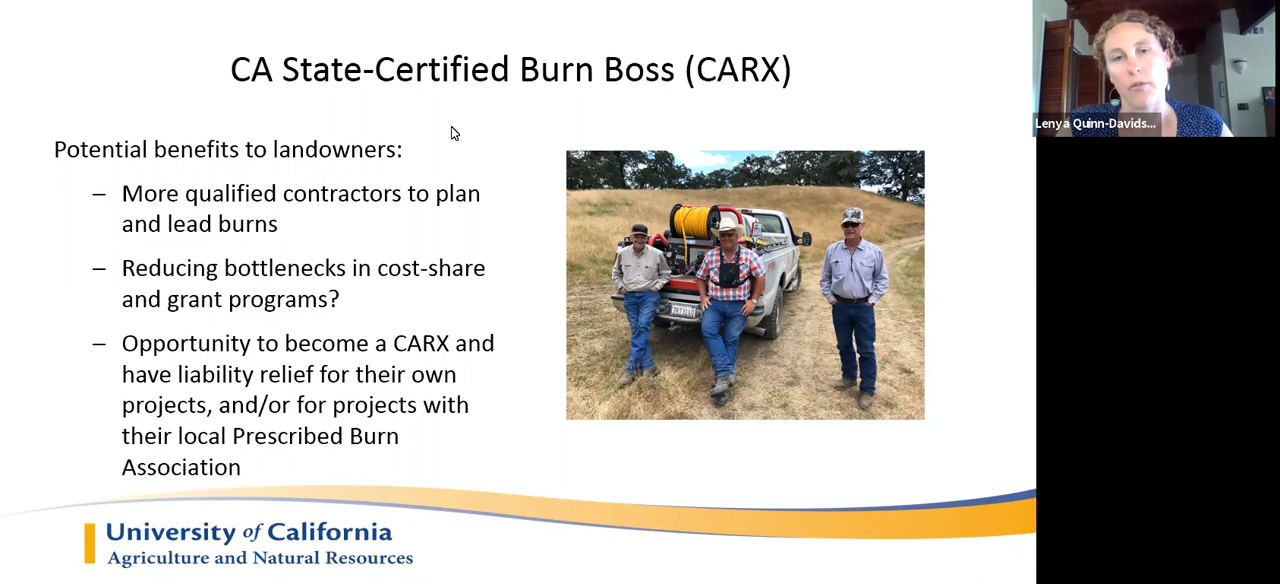 CA State-Certified Burn Boss (CARX)
Lenya Quinn-Davids...
Potential benefits to landowners:
– More qualified contractors to plan
and lead burns
– Reducing bottlenecks in cost-share
and grant programs?
– Opportunity to become a CARX and
have liability relief for their own
projects, and/or for projects with
their local Prescribed Burn
Association
University of California
Agriculture and Natural Resources